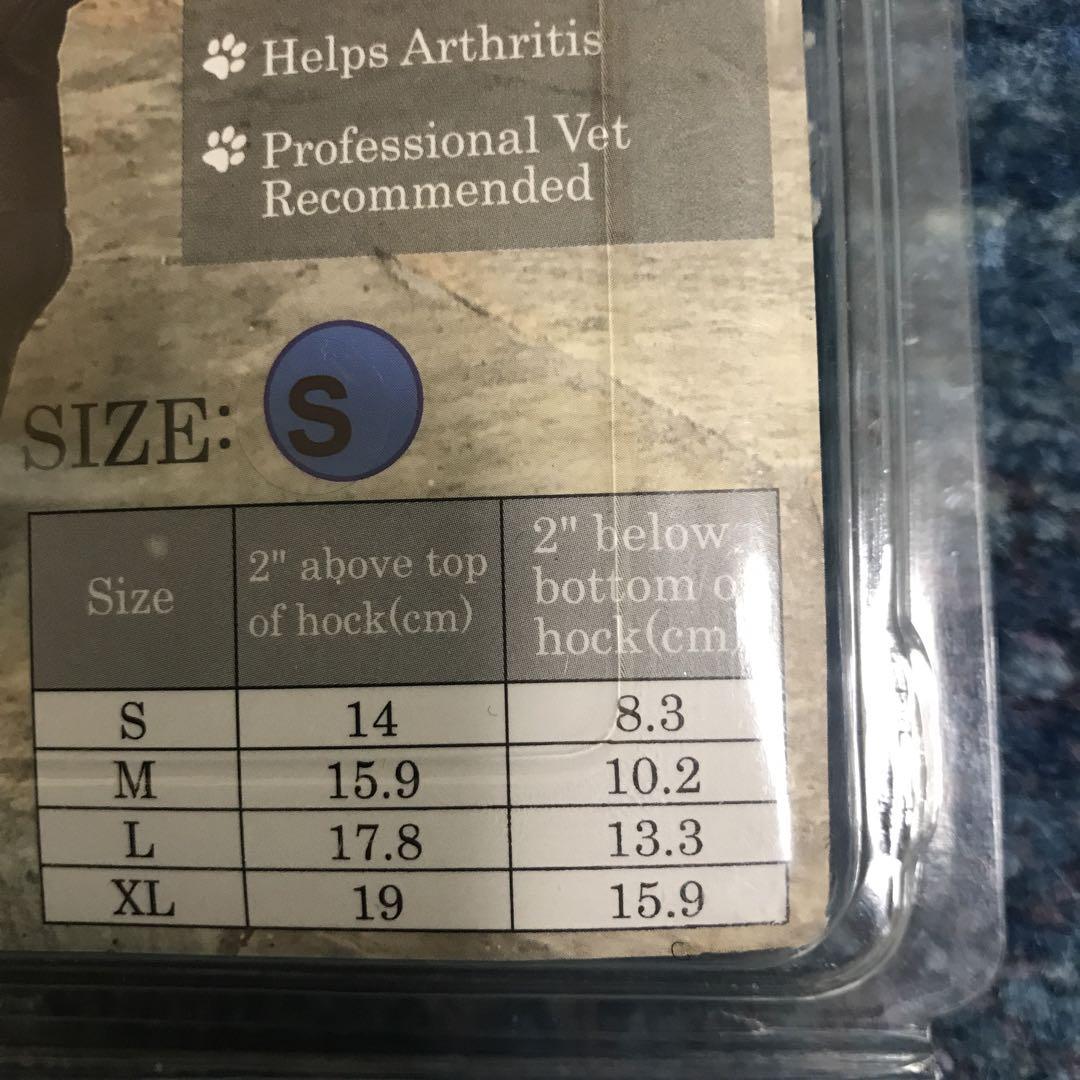 Helps Arthritis
Professional Vet
Recommended
SIZE: S
Size
2" above top
of hock(cm)
2" below
bottom o
hock(cm
S 14 8.3
M 15.9 10.2
L 17.8 13.3
XL 19 15.9